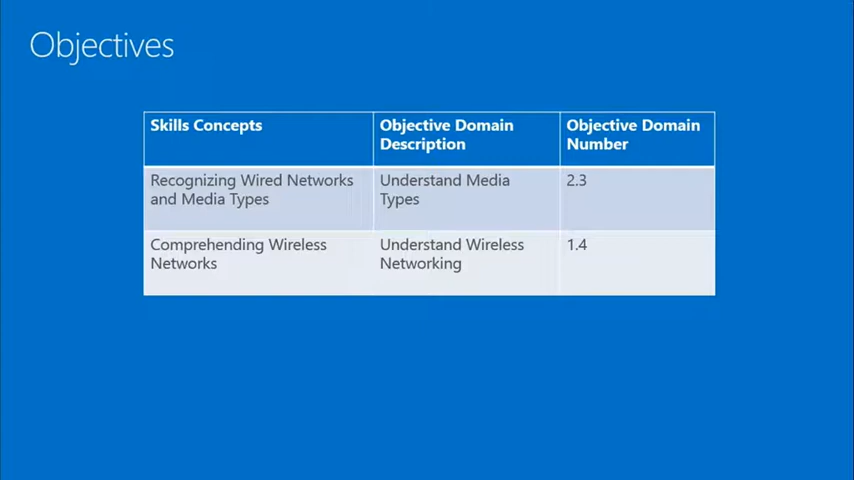 Objectives
Skills Concepts
Objective Domain
Description
Objective Domain
Number
Recognizing Wired Networks
and Media Types
Understand Media
Types
2.3
Comprehending Wireless
Networks
Understand Wireless
Networking
1.4